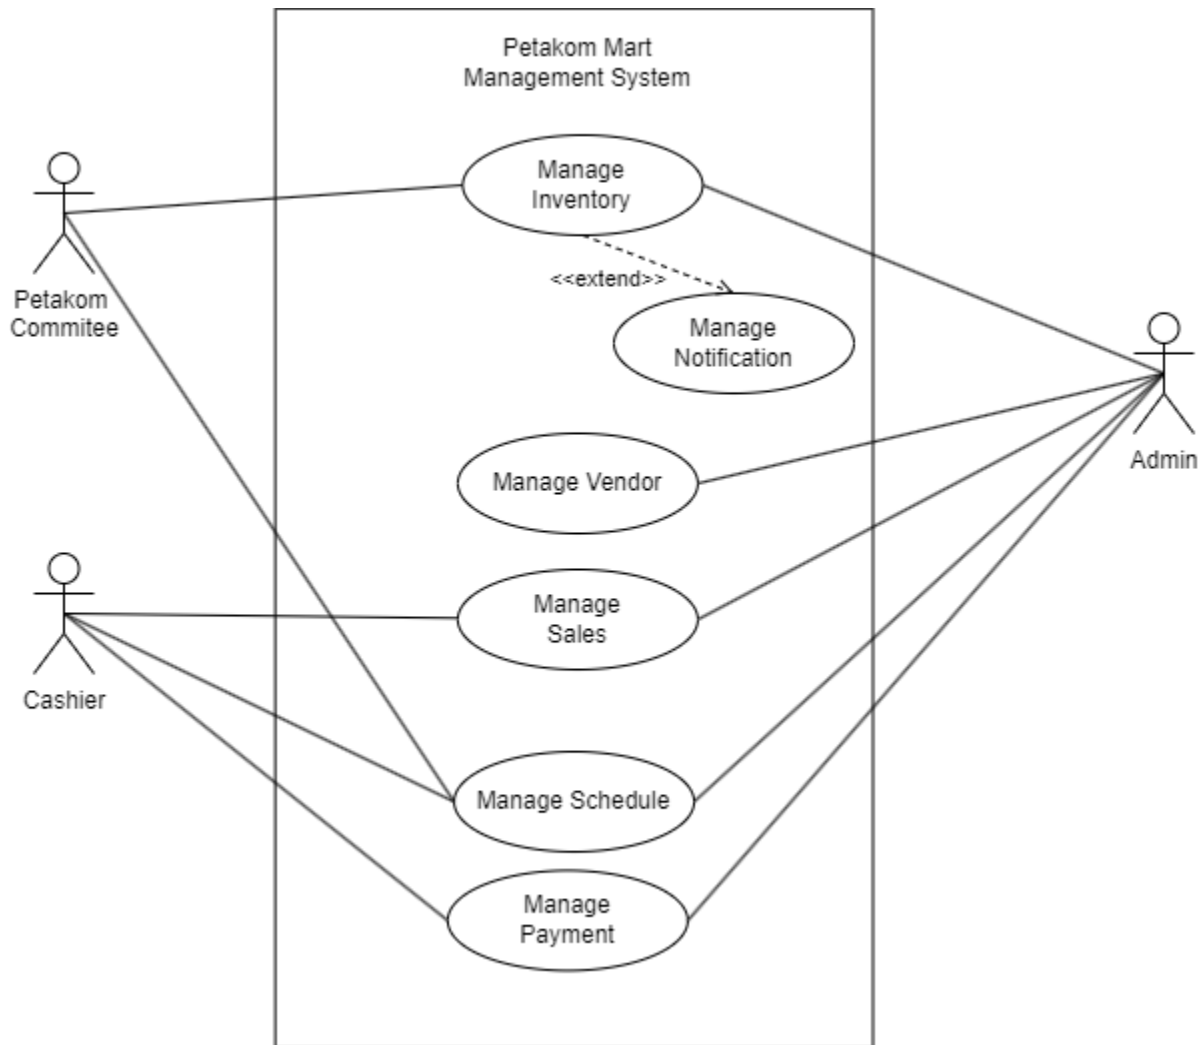 Petakom Mart
Management System
Manage
Inventory
<<extend>>
Manage
Notification
Petakom
Commitee
Admin
Manage Vendor
Manage
Sales
Cashier
Manage Schedule
Manage
Payment